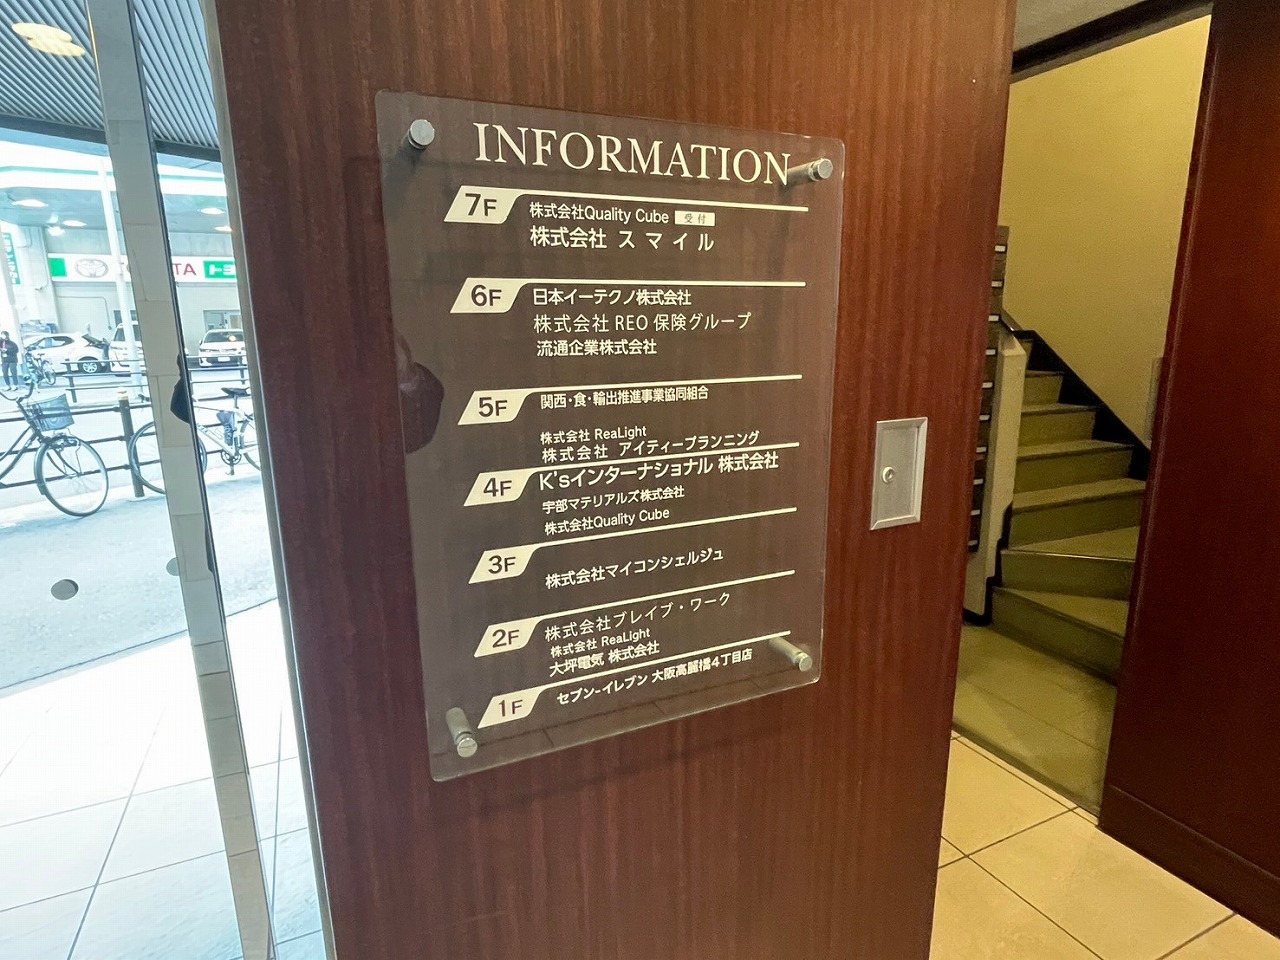 INFORMATION
7F
株式会社Quality Cube 受付
株式会社 スマイル
6F
日本イーテクノ株式会社
株式会社 REO 保険グループ
流通企業株式会社
5F
関西・食・輸出推進事業協同組合
株式会社 ReaLight
株式会社 アイティープランニング
4F
K'sインターナショナル 株式会社
宇部マテリアルズ株式会社
株式会社Quality Cube
3F
株式会社マイコンシェルジュ
2F
株式会社ブレイブ・ワーク
株式会社 ReaLight
大坪電気 株式会社
1F
セブン-イレブン 大阪高麗橋4丁目店